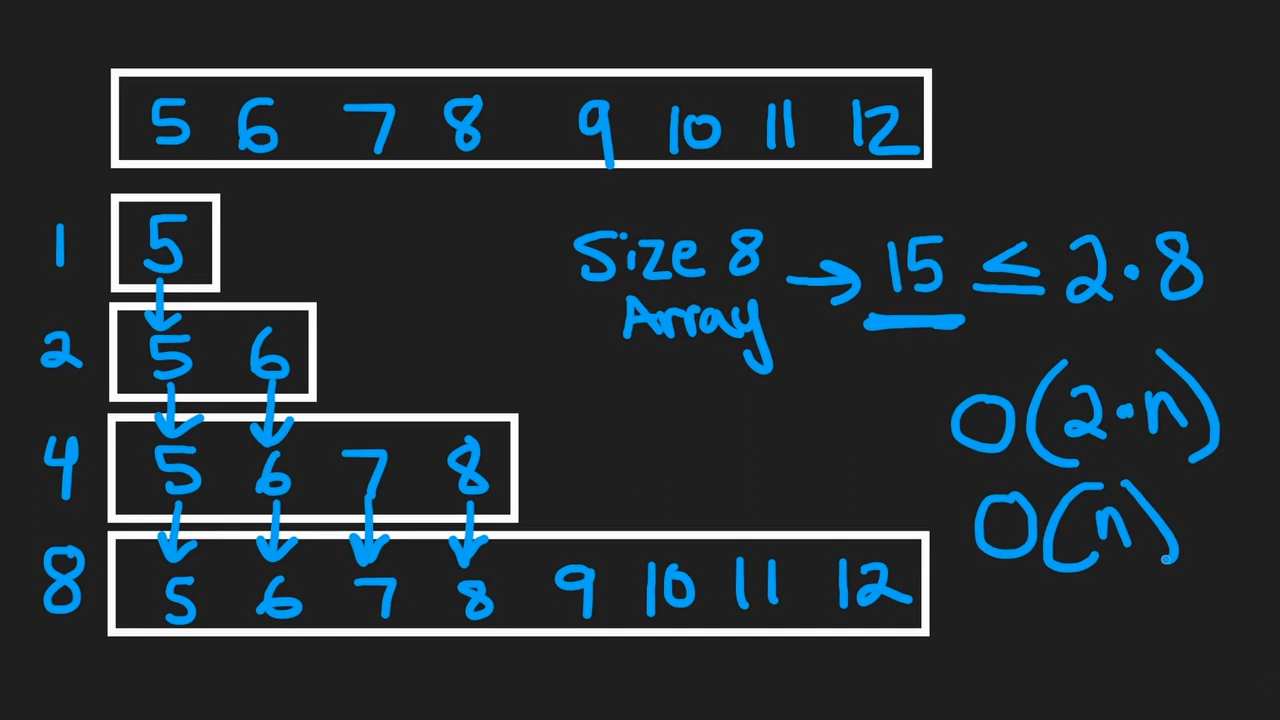 5 6 7 8 9 10 11 12
1 5
2 5 6
4 5 6 7 8
8 5 6 7 8 9 10 11 12
Size 8
Array
→ 15 ≤ 2·8
O(2·n)
O(n)